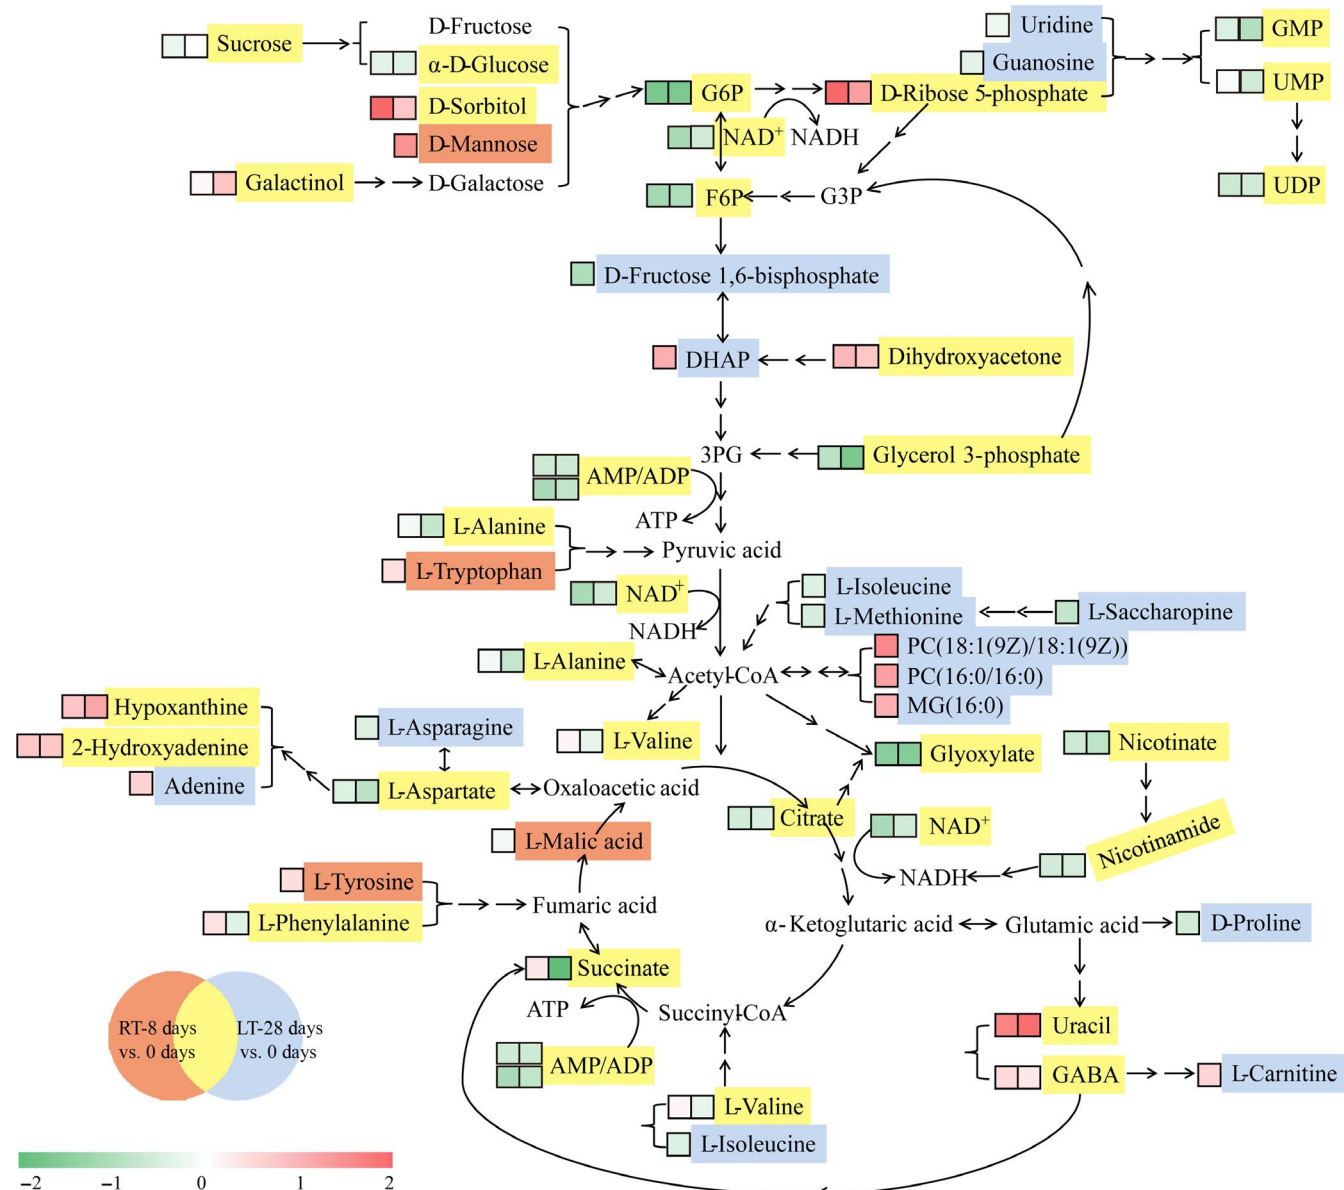 Sucrose
D-Fructose
α-D-Glucose
D-Sorbitol
D-Mannose
Galactinol
D-Galactose
G6P
D-Ribose 5-phosphate
Uridine
Guanosine
GMP
UMP
UDP
NAD+
NADH
F6P
G3P
D-Fructose 1,6-bisphosphate
DHAP
Dihydroxyacetone
3PG
Glycerol 3-phosphate
AMP/ADP
ATP
L-Alanine
L-Tryptophan
Pyruvic acid
NAD+
NADH
L-Isoleucine
L-Methionine
L-Saccharopine
PC(18:1(9Z)/18:1(9Z))
PC(16:0/16:0)
MG(16:0)
L-Alanine
Acetyl-CoA
Hypoxanthine
2-Hydroxyadenine
Adenine
L-Asparagine
L-Aspartate
L-Valine
Oxaloacetic acid
Glyoxylate
Nicotinate
Citrate
NAD+
Nicotinamide
NADH
L-Malic acid
L-Tyrosine
L-Phenylalanine
Fumaric acid
α-Ketoglutaric acid
Glutamic acid
D-Proline
Succinate
ATP
Succinyl-CoA
AMP/ADP
Uracil
GABA
L-Carnitine
L-Valine
L-Isoleucine
RT-8 days
vs. 0 days
LT-28 days
vs. 0 days
−2 −1 0 1 2